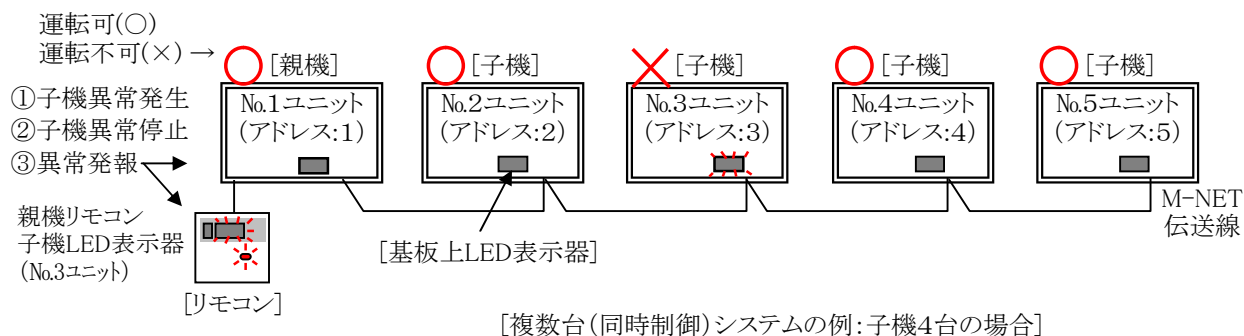 運転可(○)
運転不可(×) →
[親機]
[子機]
[子機]
[子機]
[子機]
①子機異常発生
②子機異常停止
③異常発報
№1ユニット
(アドレス:1)
№2ユニット
(アドレス:2)
№3ユニット
(アドレス:3)
№4ユニット
(アドレス:4)
№5ユニット
(アドレス:5)
M-NET
伝送線
親機リモコン
子機LED表示器
(№3ユニット)
[基板上LED表示器]
[リモコン]
[複数台(同時制御)システムの例:子機4台の場合]